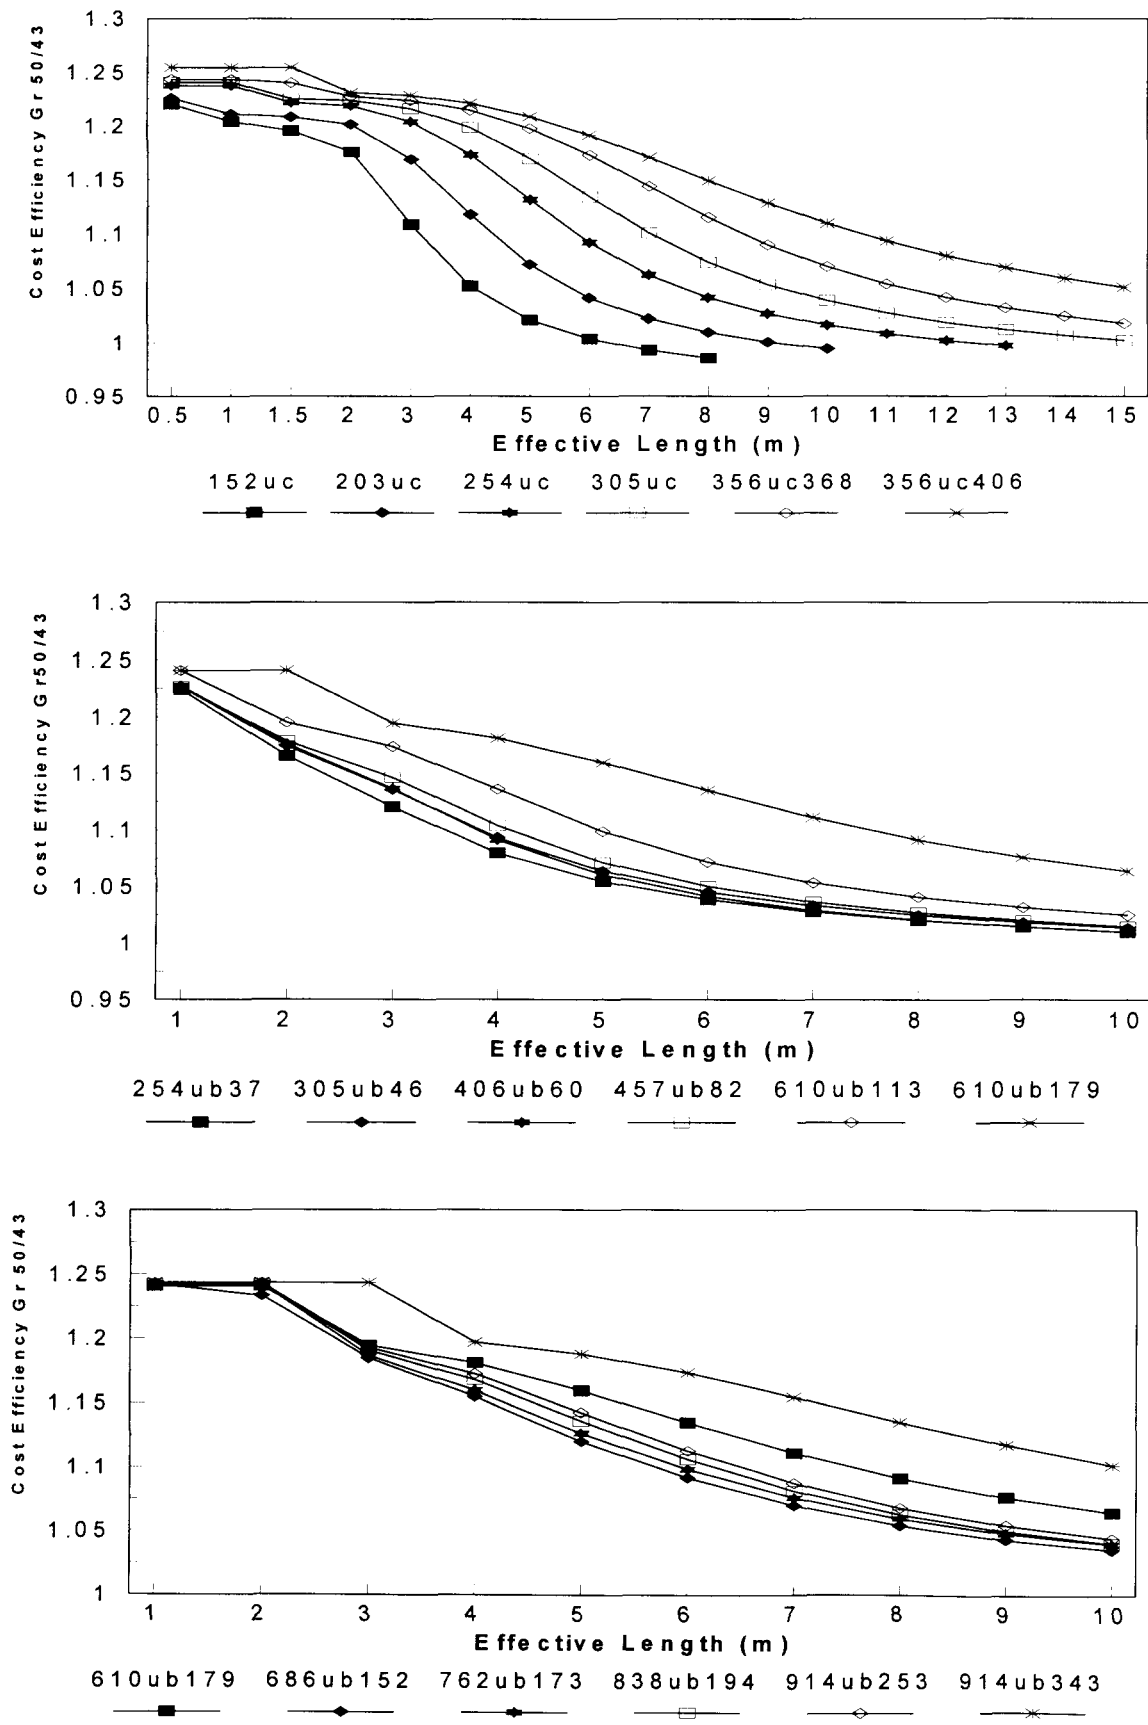 1.3
1.25
1.2
1.15
1.1
1.05
1
0.95
Cost Efficiency Gr 50/43
0.5 1 1.5 2 3 4 5 6 7 8 9 10 11 12 13 14 15
Effective Length (m)
152uc 203uc 254uc 305uc 356uc368 356uc406
1.3
1.25
1.2
1.15
1.1
1.05
1
0.95
Cost Efficiency Gr50/43
1 2 3 4 5 6 7 8 9 10
Effective Length (m)
254ub37 305ub46 406ub60 457ub82 610ub113 610ub179
1.3
1.25
1.2
1.15
1.1
1.05
1
Cost Efficiency Gr 50/43
1 2 3 4 5 6 7 8 9 10
Effective Length (m)
610ub179 686ub152 762ub173 838ub194 914ub253 914ub343